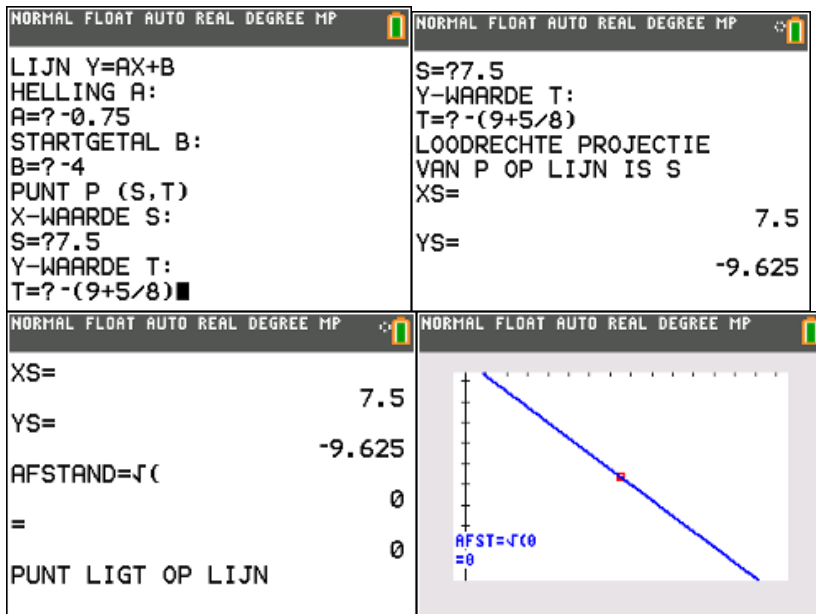 NORMAL FLOAT AUTO REAL DEGREE MP
LIJN Y=AX+B
HELLING A:
A=?-0.75
STARTGETAL B:
B=?-4
PUNT P (S,T)
X-WAARDE S:
S=?7.5
Y-WAARDE T:
T=?-(9+5/8)
NORMAL FLOAT AUTO REAL DEGREE MP
S=?7.5
Y-WAARDE T:
T=?-(9+5/8)
LOODRECHTE PROJECTIE
VAN P OP LIJN IS S
XS=
7.5
YS=
-9.625
NORMAL FLOAT AUTO REAL DEGREE MP
XS=
7.5
YS=
-9.625
AFSTAND=√(
0
=
0
PUNT LIGT OP LIJN
NORMAL FLOAT AUTO REAL DEGREE MP
AFST=√(0
=0